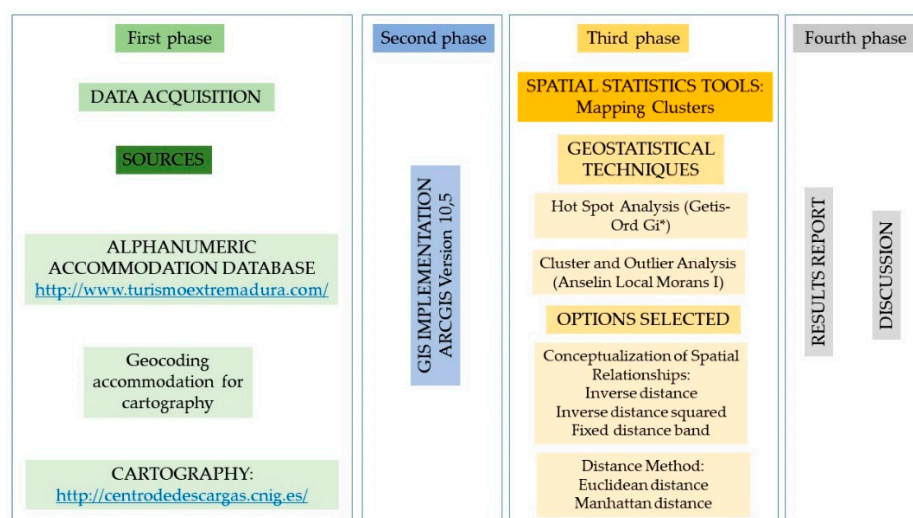 First phase
DATA ACQUISITION
SOURCES
ALPHANUMERIC
ACCOMMODATION DATABASE
http://www.turismoextremadura.com/
Geocoding
accommodation for
cartography
CARTOGRAPHY:
http://centrodedescargas.cnig.es/
Second phase
GIS IMPLEMENTATION
ARCGIS Version 10,5
Third phase
SPATIAL STATISTICS TOOLS:
Mapping Clusters
GEOSTATISTICAL
TECHNIQUES
Hot Spot Analysis (Getis-
Ord Gi*)
Cluster and Outlier Analysis
(Anselin Local Morans I)
OPTIONS SELECTED
Conceptualization of Spatial
Relationships:
Inverse distance
Inverse distance squared
Fixed distance band
Distance Method:
Euclidean distance
Manhattan distance
Fourth phase
RESULTS REPORT
DISCUSSION